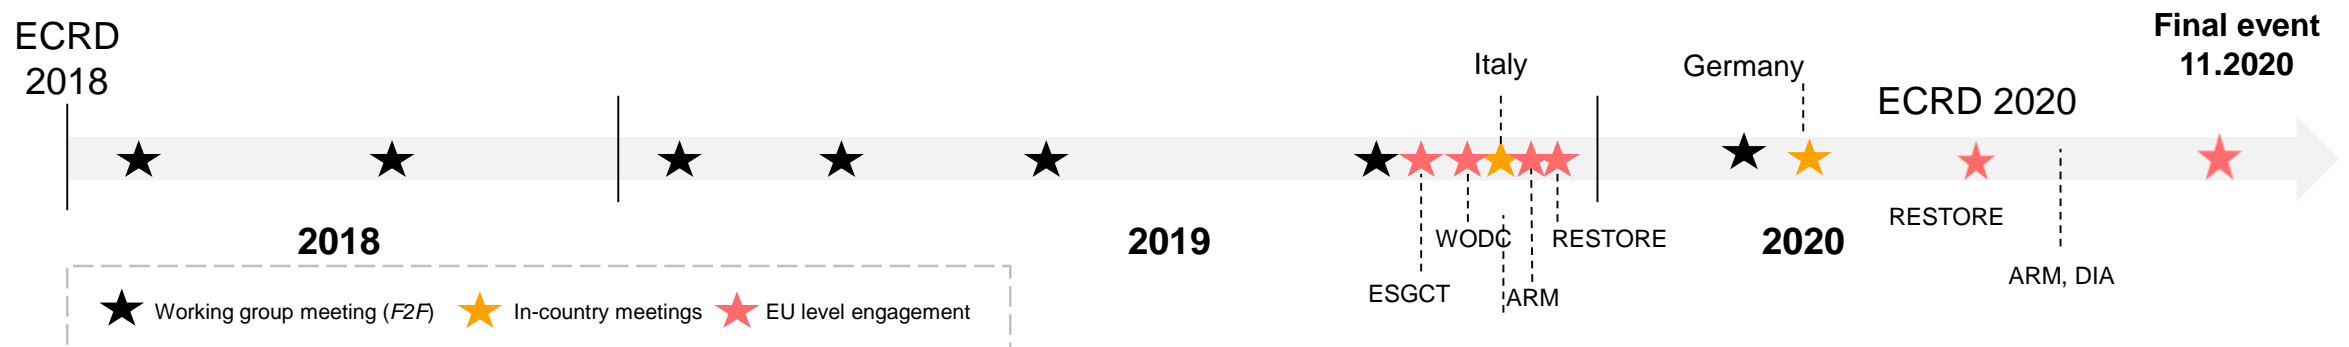 ECRD
2018
Italy
Germany
ECRD 2020
Final event
11.2020
2018
2019
2020
WODC
RESTORE
RESTORE
ESGCT
ARM
ARM, DIA
Working group meeting (F2F)
In-country meetings
EU level engagement